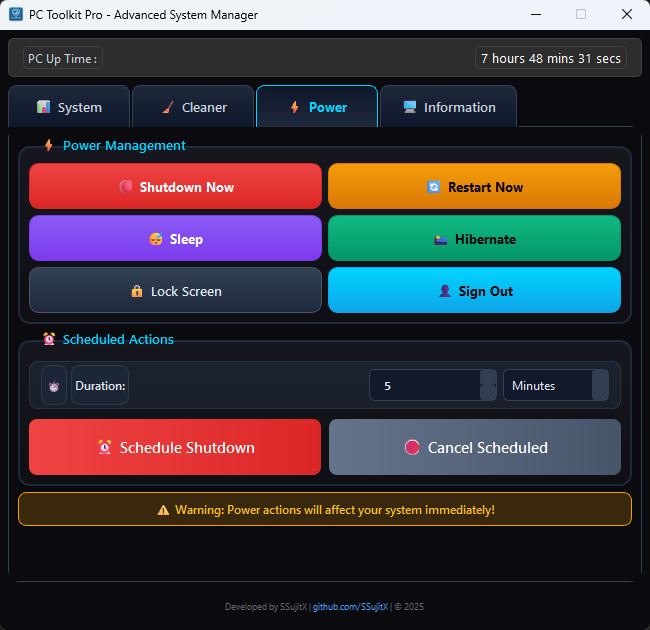 PC Toolkit Pro - Advanced System Manager
PC Up Time :
7 hours 48 mins 31 secs
System
Cleaner
Power
Information
Power Management
Shutdown Now
Restart Now
Sleep
Hibernate
Lock Screen
Sign Out
Scheduled Actions
Duration:
5
Minutes
Schedule Shutdown
Cancel Scheduled
Warning: Power actions will affect your system immediately!
Developed by SSujitX | github.com/SSujitX | © 2025